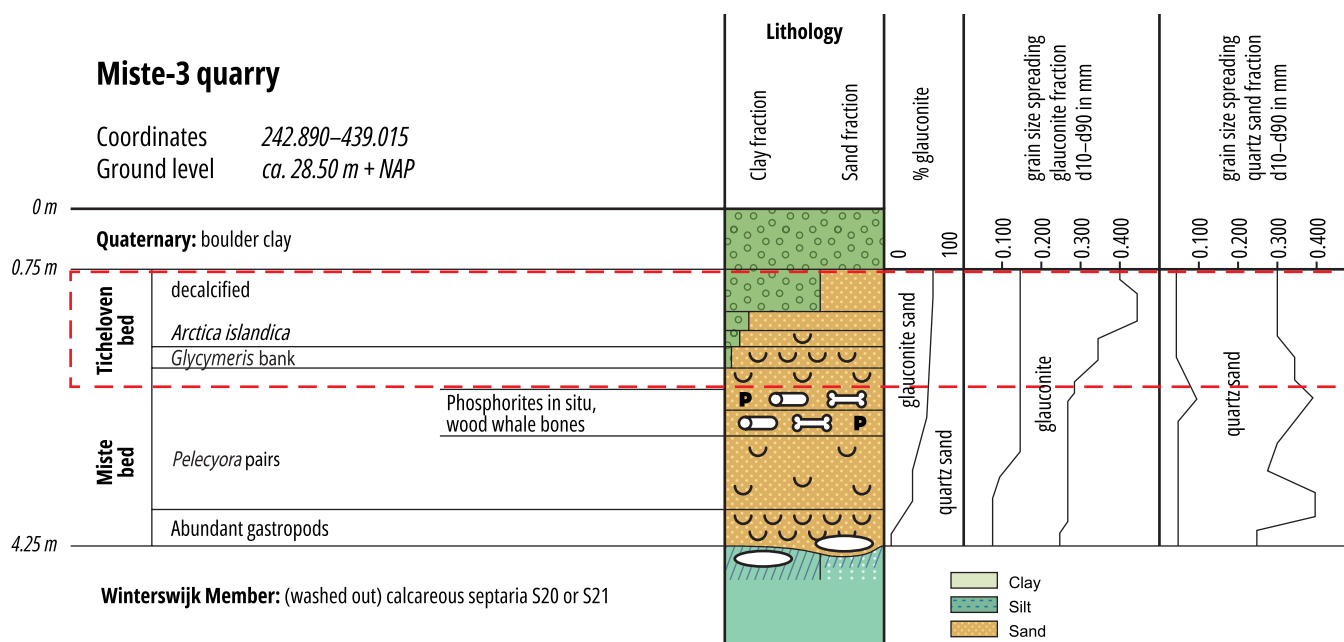 Lithology
Miste-3 quarry
Coordinates 242.890–439.015
Ground level ca. 28.50 m + NAP
Clay fraction
Sand fraction
% glauconite
grain size spreading
glauconite fraction
d10–d90 in mm
grain size spreading
quartz sand fraction
d10–d90 in mm
0 m
Quaternary: boulder clay
0
100
0.100
0.200
0.300
0.400
0.100
0.200
0.300
0.400
0.75 m
Ticheloven
bed
decalcified
Arctica islandica
Glycymeris bank
Phosphorites in situ,
wood whale bones
P
P
Miste
bed
Pelecyora pairs
Abundant gastropods
glauconite sand
quartz sand
glauconite
quartz sand
4.25 m
Winterswijk Member: (washed out) calcareous septaria S20 or S21
Clay
Silt
Sand